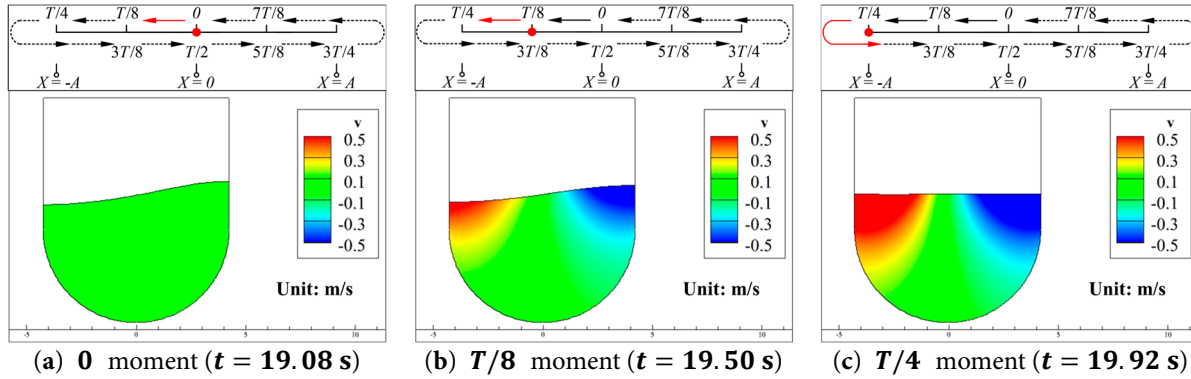 T/4 T/8 0 7T/8
3T/8 T/2 5T/8 3T/4
X = -A X = 0 X = A
v
0.5
0.3
0.1
-0.1
-0.3
-0.5
Unit: m/s
-5 0 5 10
(a) 0 moment (t = 19.08 s)
T/4 T/8 0 7T/8
3T/8 T/2 5T/8 3T/4
X = -A X = 0 X = A
v
0.5
0.3
0.1
-0.1
-0.3
-0.5
Unit: m/s
-5 0 5 10
(b) T/8 moment (t = 19.50 s)
T/4 T/8 0 7T/8
3T/8 T/2 5T/8 3T/4
X = -A X = 0 X = A
v
0.5
0.3
0.1
-0.1
-0.3
-0.5
Unit: m/s
-5 0 5 10
(c) T/4 moment (t = 19.92 s)